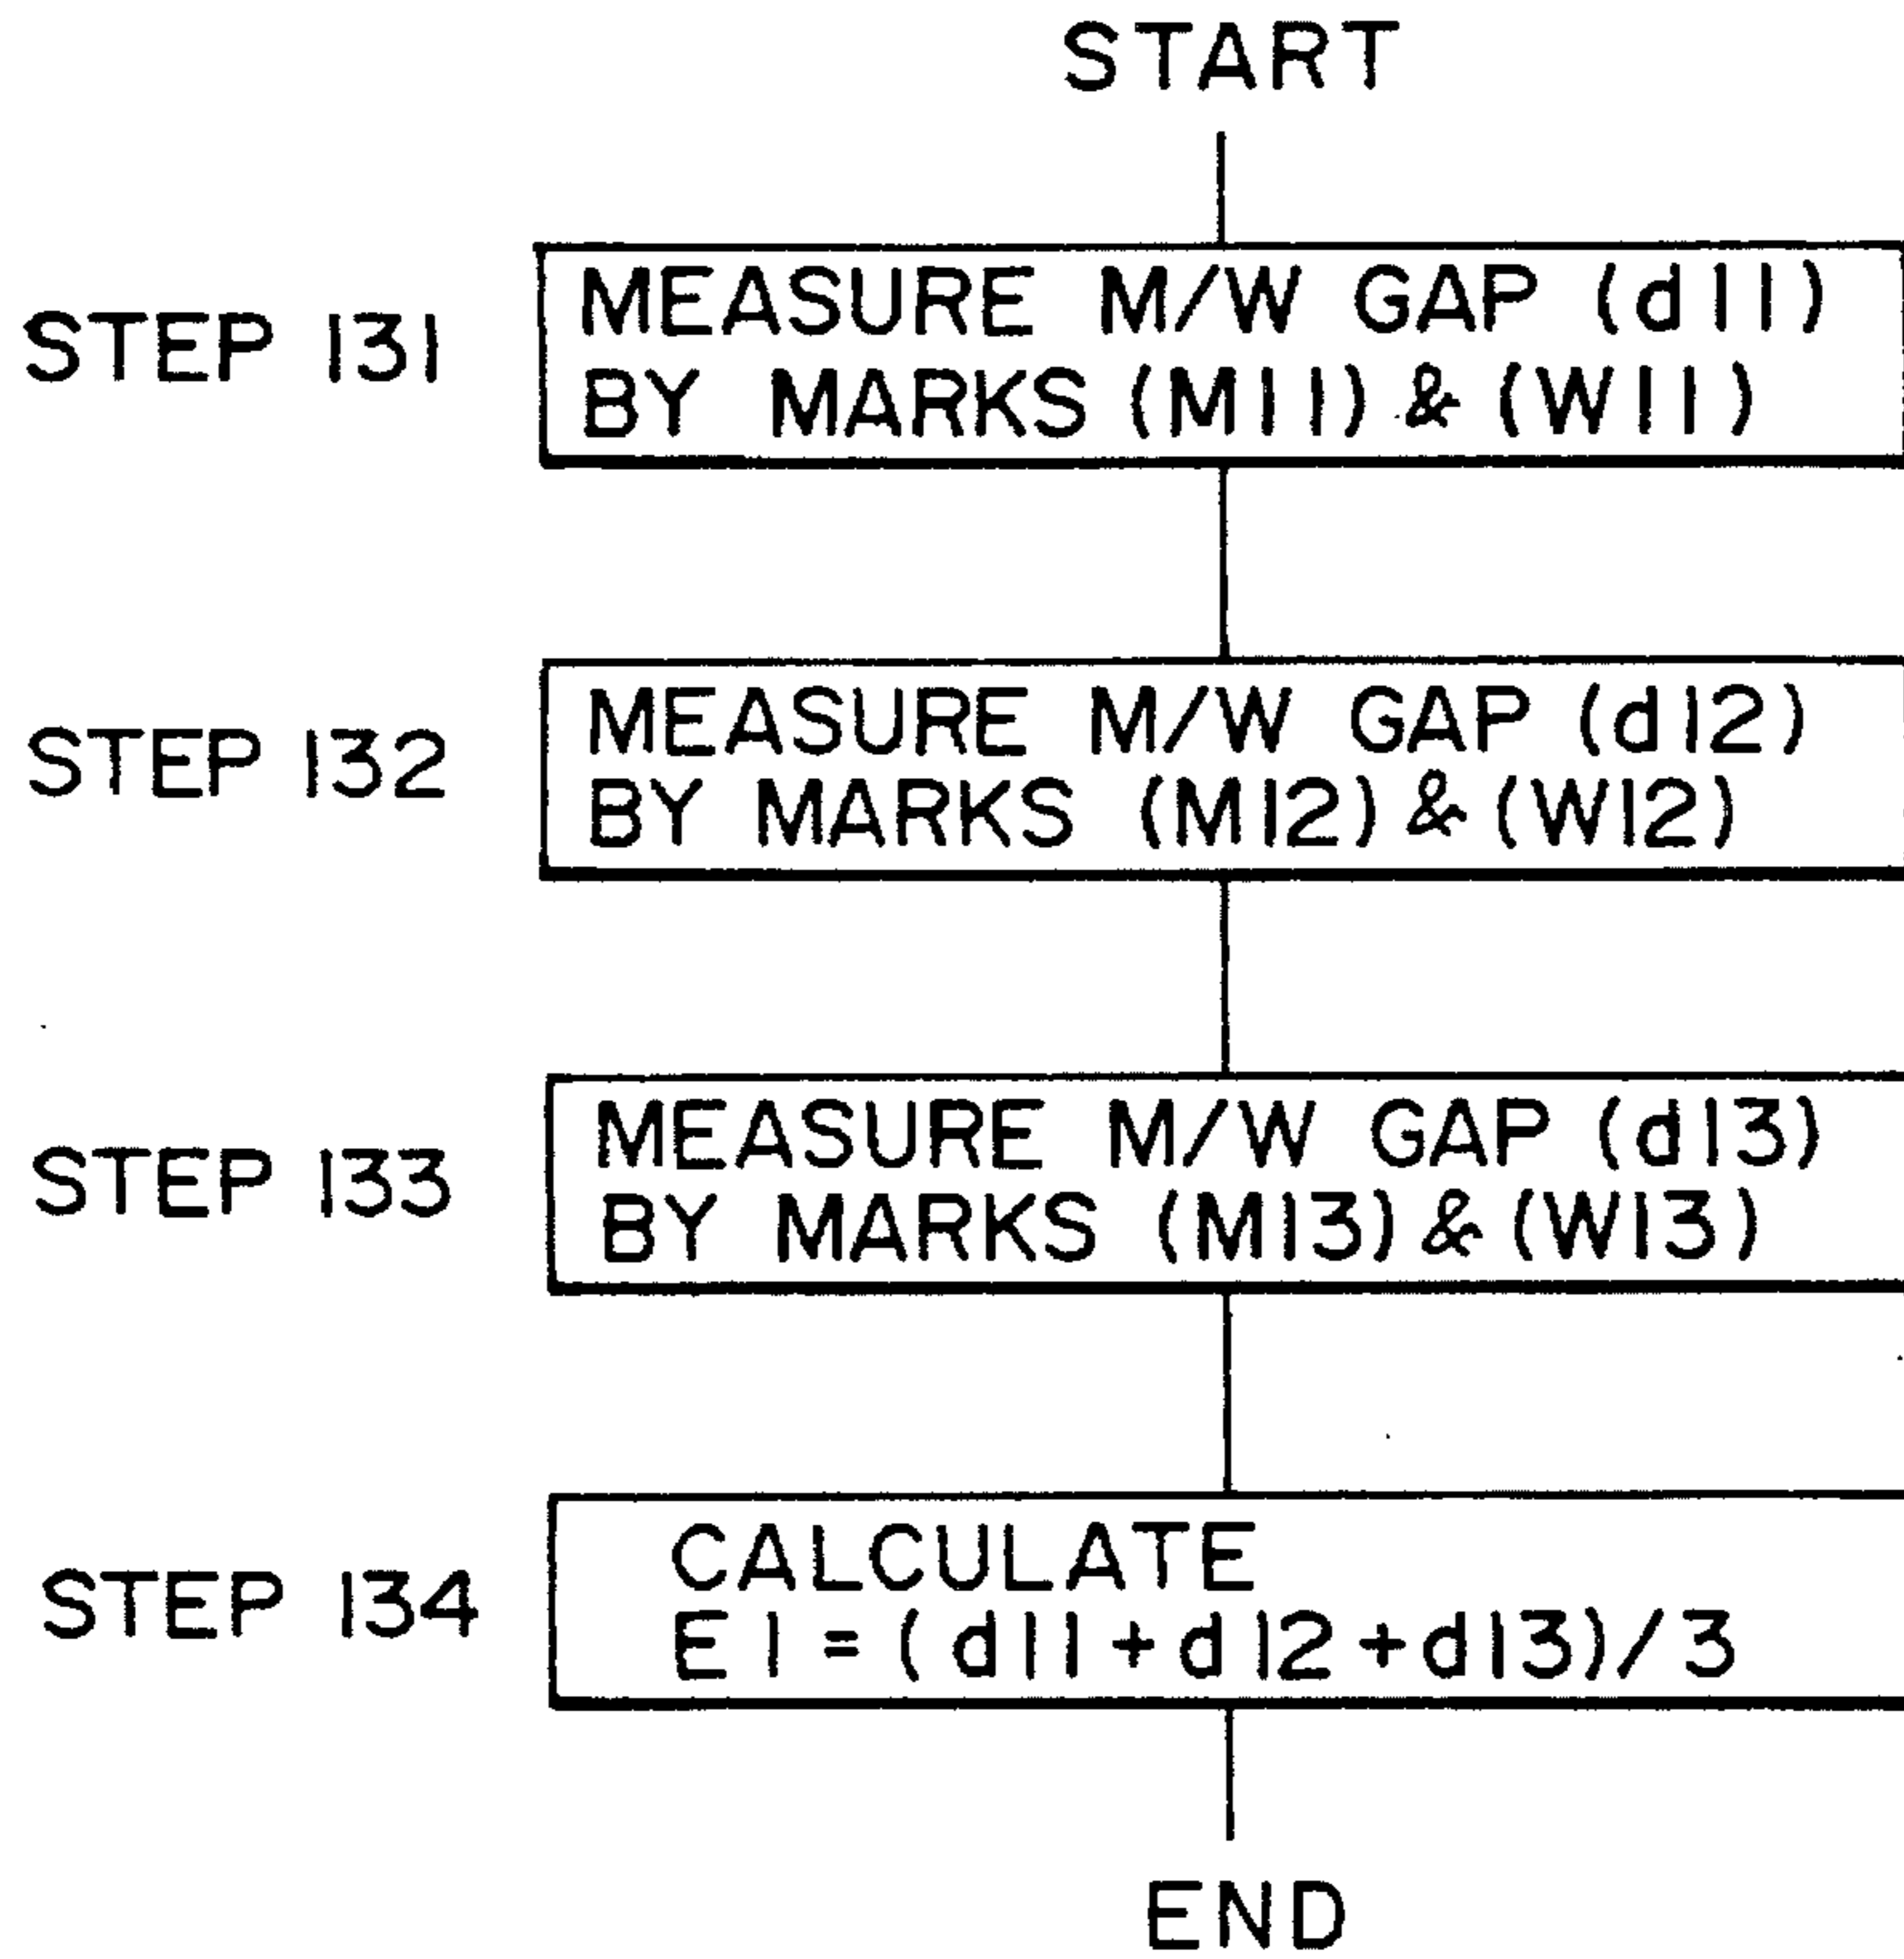 START
STEP 131
MEASURE M/W GAP (d11)
BY MARKS (M11) & (W11)
STEP 132
MEASURE M/W GAP (d12)
BY MARKS (M12) & (W12)
STEP 133
MEASURE M/W GAP (d13)
BY MARKS (M13) & (W13)
STEP 134
CALCULATE
E1 = (d11 + d12 + d13) / 3
END